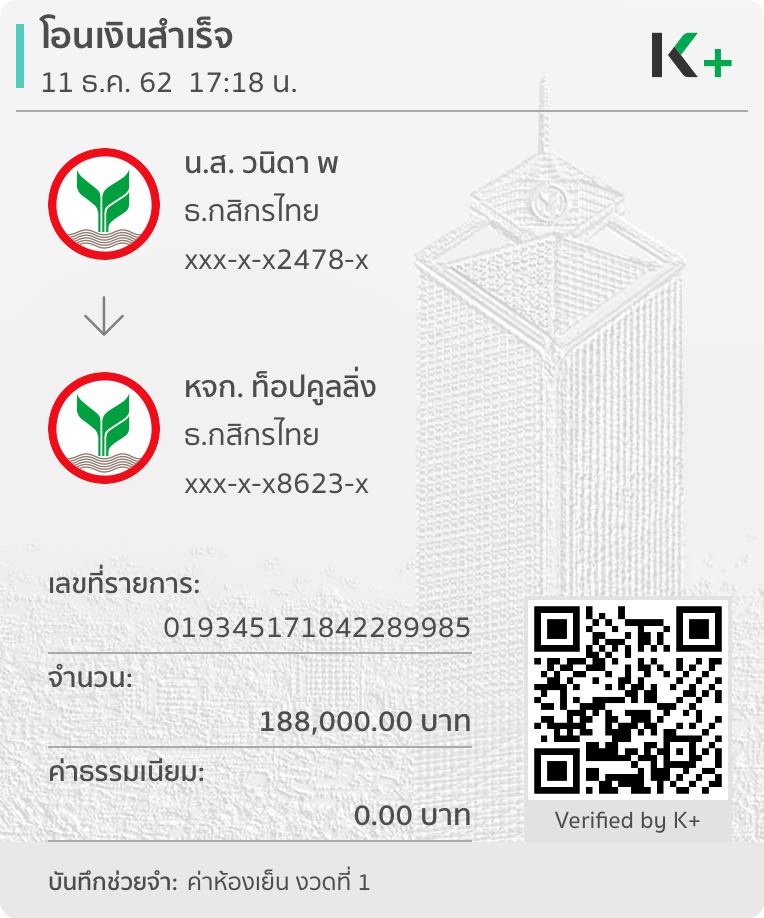 โอนเงินสำเร็จ
11 ธ.ค. 62 17:18 น.
K+
น.ส. วนิดา พ
ธ.กสิกรไทย
xxx-x-x2478-x
หจก. ท็อปคูลลิ่ง
ธ.กสิกรไทย
xxx-x-x8623-x
เลขที่รายการ:
019345171842289985
จำนวน:
188,000.00 บาท
ค่าธรรมเนียม:
0.00 บาท
Verified by K+
บันทึกช่วยจำ: ค่าห้องเย็น งวดที่ 1